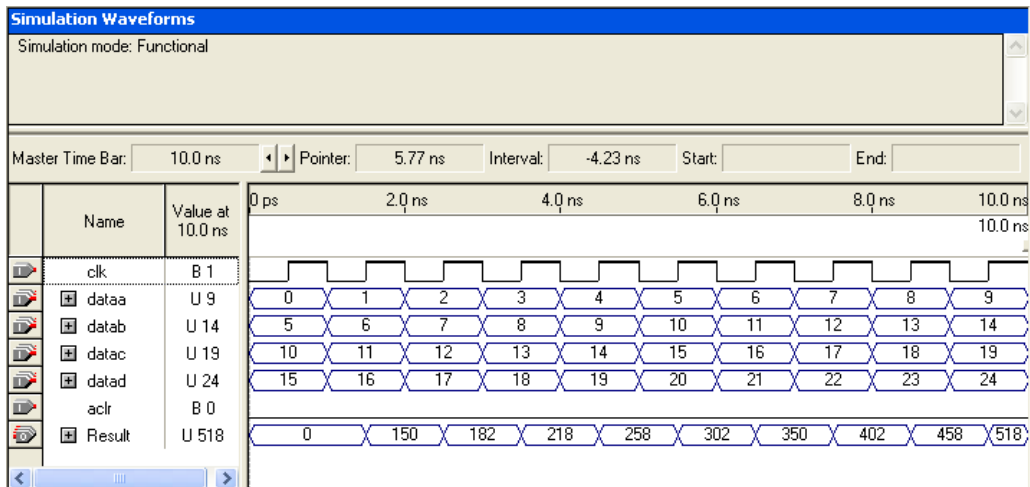 Simulation Waveforms
Simulation mode: Functional
Master Time Bar: 10.0 ns Pointer: 5.77 ns Interval: -4.23 ns Start: End:
Name Value at 10.0 ns 0 ps 2.0 ns 4.0 ns 6.0 ns 8.0 ns 10.0 ns
10.0 ns
clk B 1
dataa U 9 0 1 2 3 4 5 6 7 8 9
datab U 14 5 6 7 8 9 10 11 12 13 14
datac U 19 10 11 12 13 14 15 16 17 18 19
datad U 24 15 16 17 18 19 20 21 22 23 24
aclr B 0
Result U 518 0 150 182 218 258 302 350 402 458 518